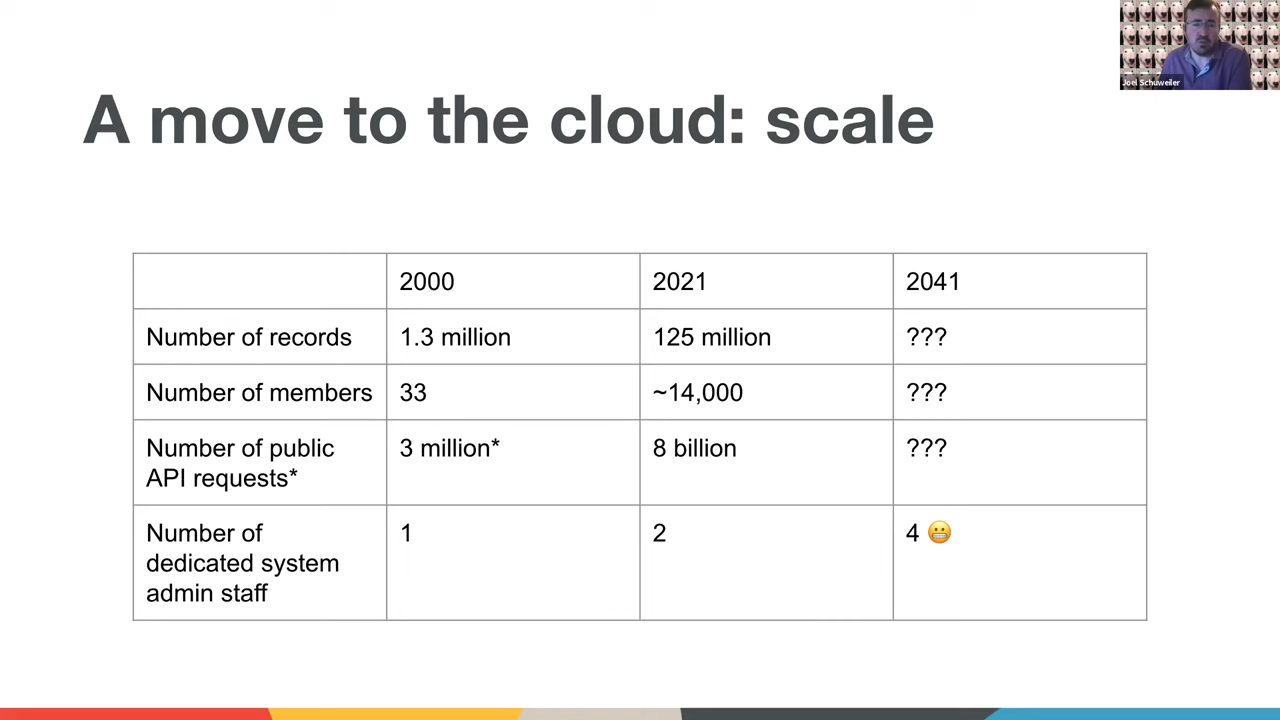 Joel Schuweiler
A move to the cloud: scale
2000 2021 2041
Number of records 1.3 million 125 million ???
Number of members 33 ~14,000 ???
Number of public 3 million* 8 billion ???
API requests*
Number of 1 2 4 😬
dedicated system
admin staff